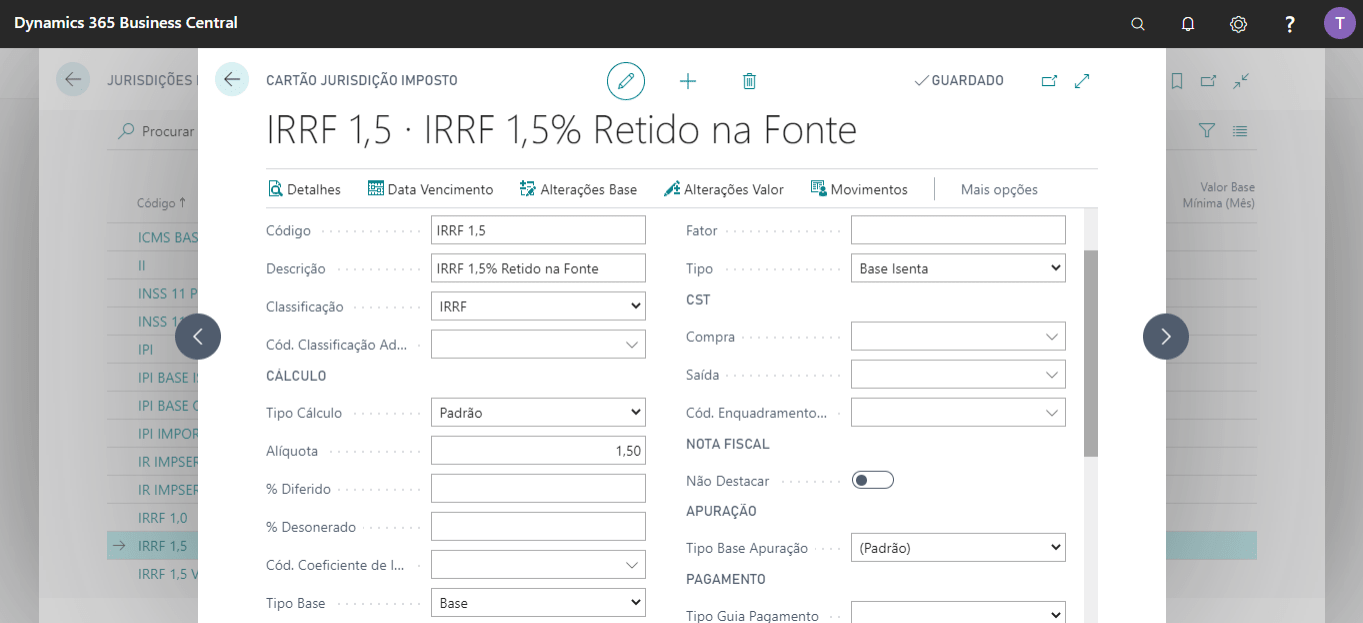 Dynamics 365 Business Central
?
T
JURISDIÇÕES
Procurar
Código ↑
Valor Base
Mínima (Mês)
ICMS BAS
II
INSS 11 P
INSS 11
IPI
IPI BASE I
IPI BASE
IPI IMPOR
IR IMPSER
IR IMPSER
IRRF 1,0
IRRF 1,5
IRRF 1,5 V
CARTÃO JURISDIÇÃO IMPOSTO
GUARDADO
IRRF 1,5 · IRRF 1,5% Retido na Fonte
Detalhes
Data Vencimento
Alterações Base
Alterações Valor
Movimentos
Mais opções
Código
IRRF 1,5
Descrição
IRRF 1,5% Retido na Fonte
Classificação
IRRF
Cód. Classificação Ad...
CÁLCULO
Tipo Cálculo
Padrão
Alíquota
1,50
% Diferido
% Desonerado
Cód. Coeficiente de I...
Tipo Base
Base
Fator
Tipo
Base Isenta
CST
Compra
Saída
Cód. Enquadramento...
NOTA FISCAL
Não Destacar
APURAÇÃO
Tipo Base Apuração
(Padrão)
PAGAMENTO
Tipo Guia Pagamento